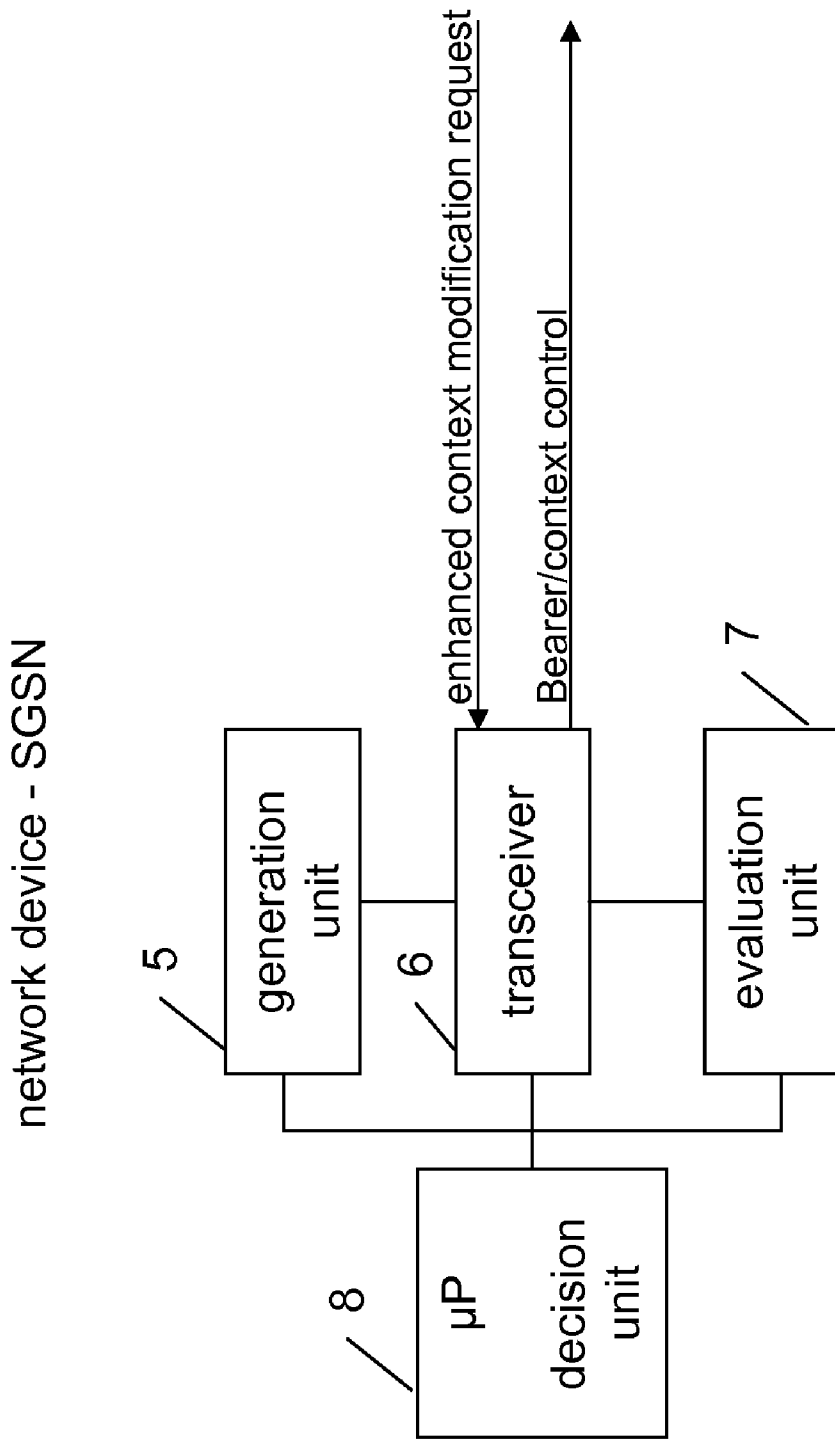 network device - SGSN
5
generation
unit
enhanced context modification request
8
µP
decision
unit
6
transceiver
Bearer/context control
7
evaluation
unit